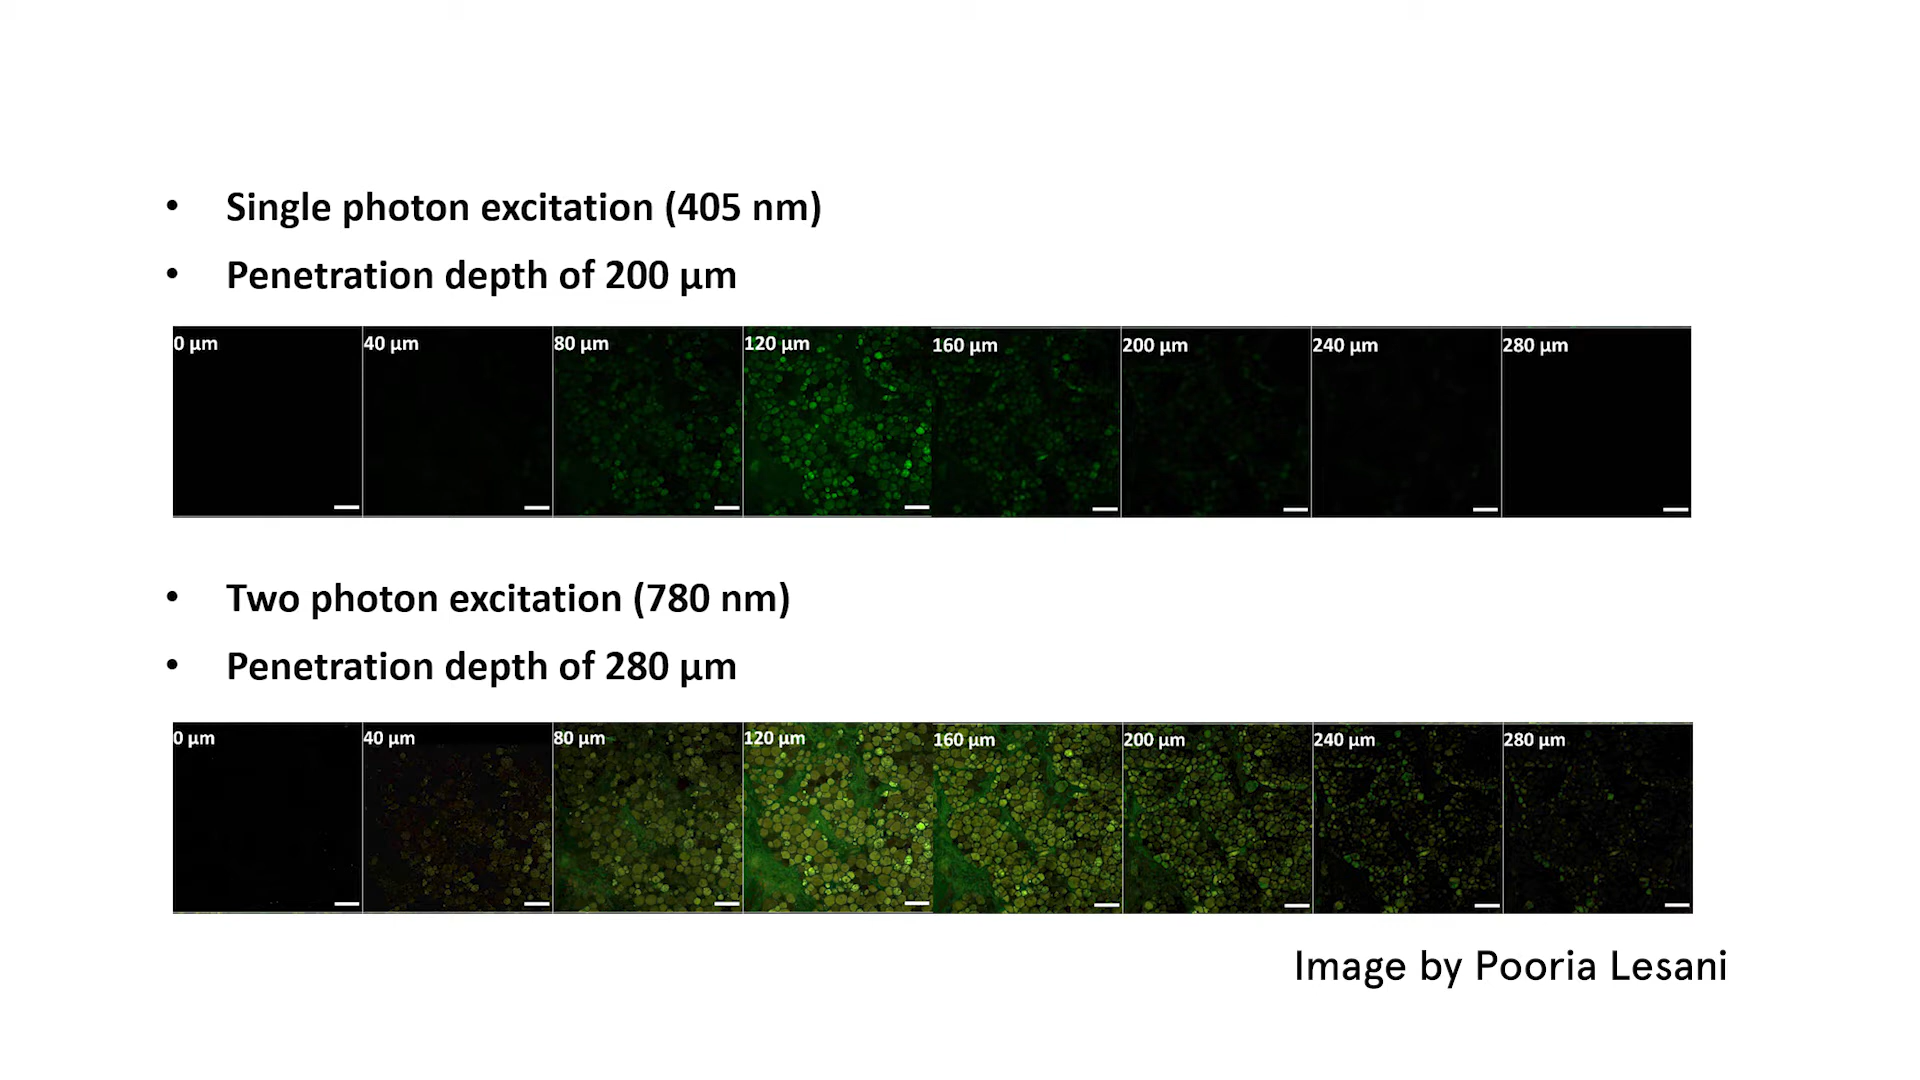 • Single photon excitation (405 nm)
• Penetration depth of 200 µm
0 µm 40 µm 80 µm 120 µm 160 µm 200 µm 240 µm 280 µm
• Two photon excitation (780 nm)
• Penetration depth of 280 µm
0 µm 40 µm 80 µm 120 µm 160 µm 200 µm 240 µm 280 µm
Image by Pooria Lesani